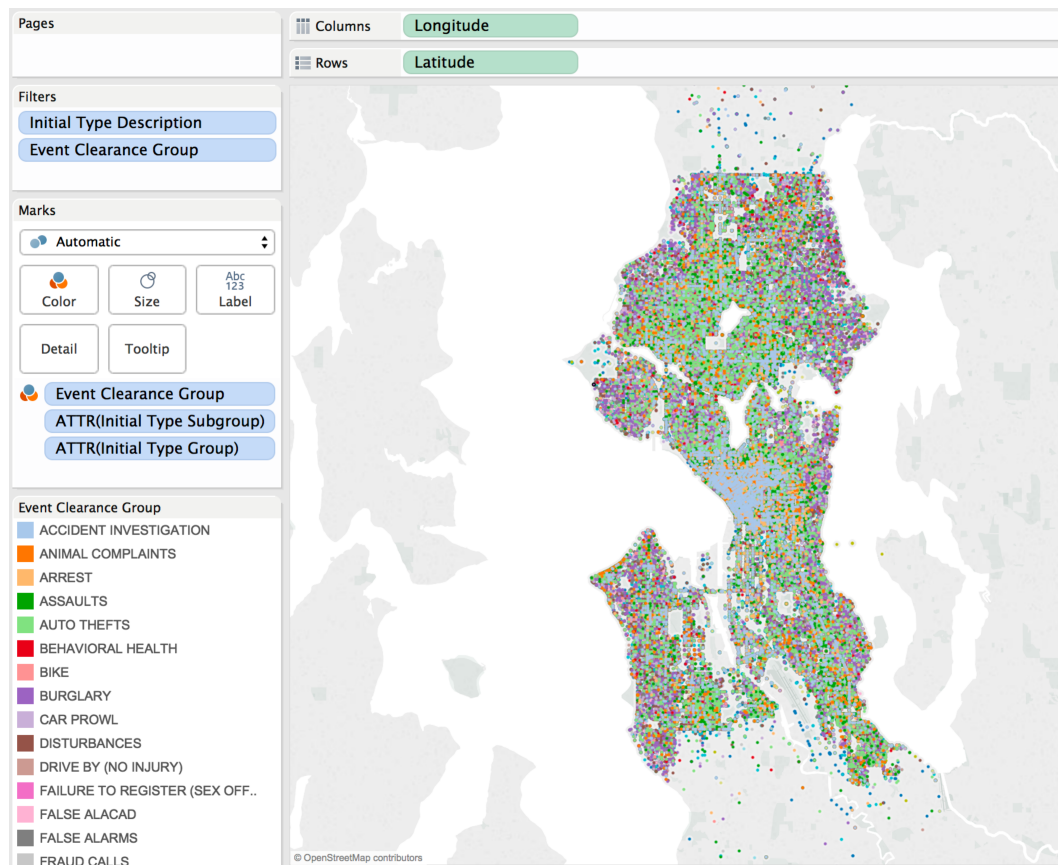 Pages
Columns
Longitude
Rows
Latitude
Filters
Initial Type Description
Event Clearance Group
Marks
Automatic
Color
Size
Abc
123
Label
Detail
Tooltip
Event Clearance Group
ATTR(Initial Type Subgroup)
ATTR(Initial Type Group)
Event Clearance Group
ACCIDENT INVESTIGATION
ANIMAL COMPLAINTS
ARREST
ASSAULTS
AUTO THEFTS
BEHAVIORAL HEALTH
BIKE
BURGLARY
CAR PROWL
DISTURBANCES
DRIVE BY (NO INJURY)
FAILURE TO REGISTER (SEX OFF..
FALSE ALACAD
FALSE ALARMS
FRAUD CALLS
© OpenStreetMap contributors